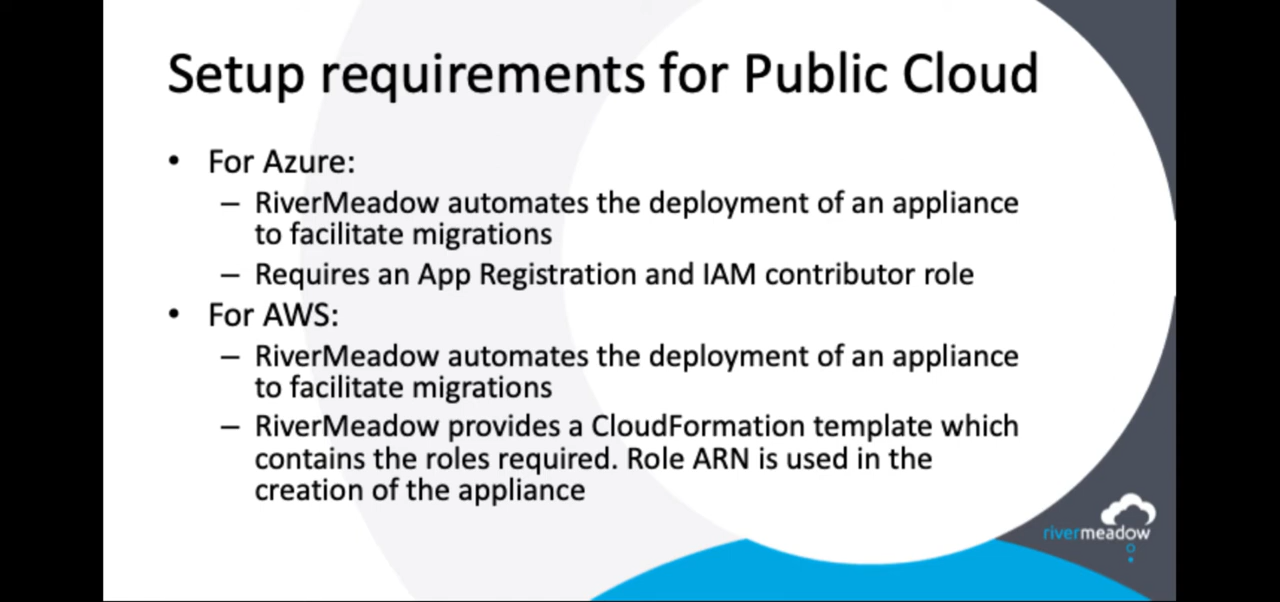 Setup requirements for Public Cloud
• For Azure:
– RiverMeadow automates the deployment of an appliance
to facilitate migrations
– Requires an App Registration and IAM contributor role
• For AWS:
– RiverMeadow automates the deployment of an appliance
to facilitate migrations
– RiverMeadow provides a CloudFormation template which
contains the roles required. Role ARN is used in the
creation of the appliance
rivermeadow